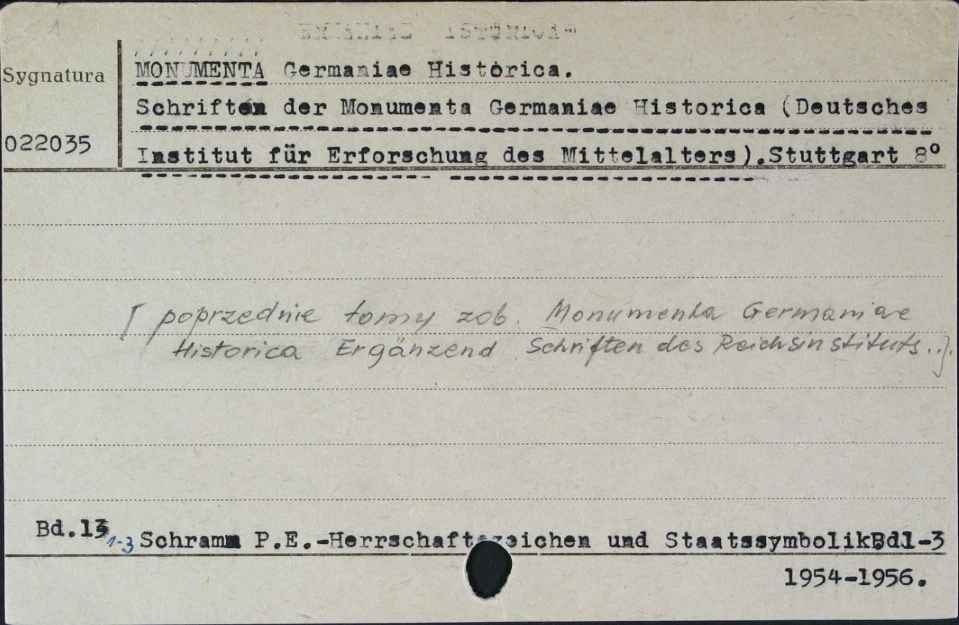 Sygnatura
022035
MONUMENTA Germaniae Historica.
Schriften der Monumenta Germaniae Historica (Deutsches
Institut für Erforschung des Mittelalters).Stuttgart 8°
[ poprzednie tomy zob. Monumenta Germaniae
Historica Ergänzend Schriften des Reichsinstituts...].
Bd.13 1-3 Schramm P.E.-Herrschaftszeichen und StaatssymbolikBd1-3
1954-1956.